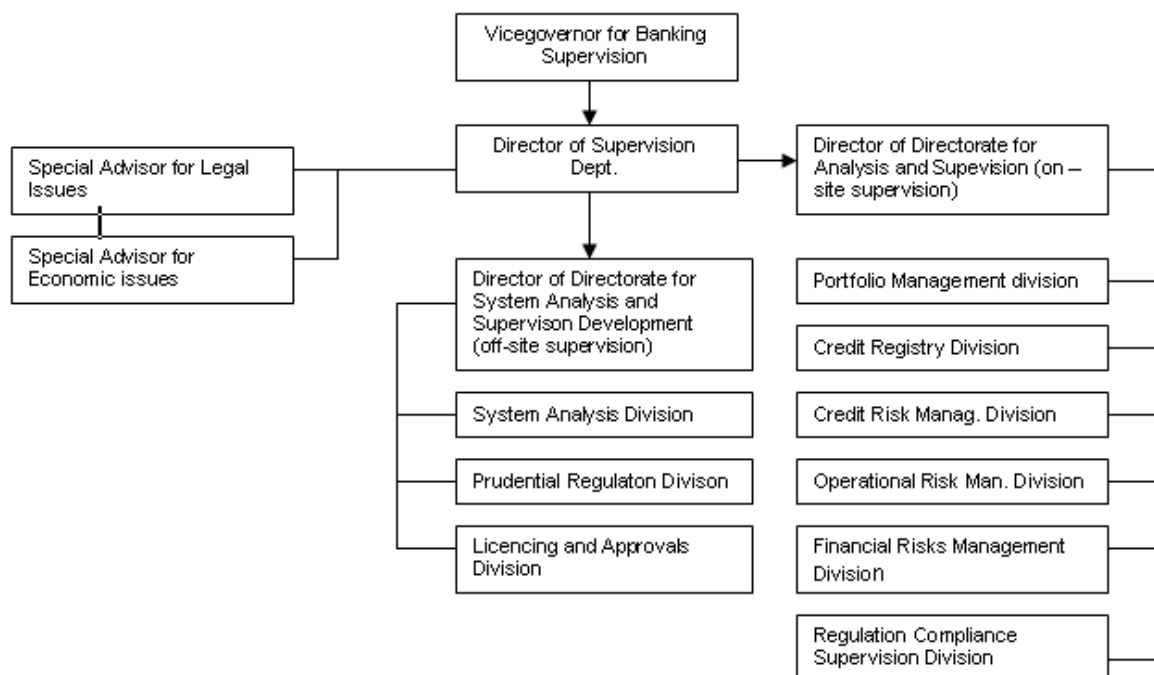 Vicegovernor for Banking
Supervision
Director of Supervision
Dept.
Director of Directorate for
Analysis and Supevision (on –
site supervision)
Special Advisor for Legal
Issues
Special Advisor for
Economic issues
Director of Directorate for
System Analysis and
Supervison Development
(off-site supervision)
System Analysis Division
Prudential Regulaton Divison
Licencing and Approvals
Division
Portfolio Management division
Credit Registry Division
Credit Risk Manag. Division
Operational Risk Man. Division
Financial Risks Management
Division
Regulation Compliance
Supervision Division